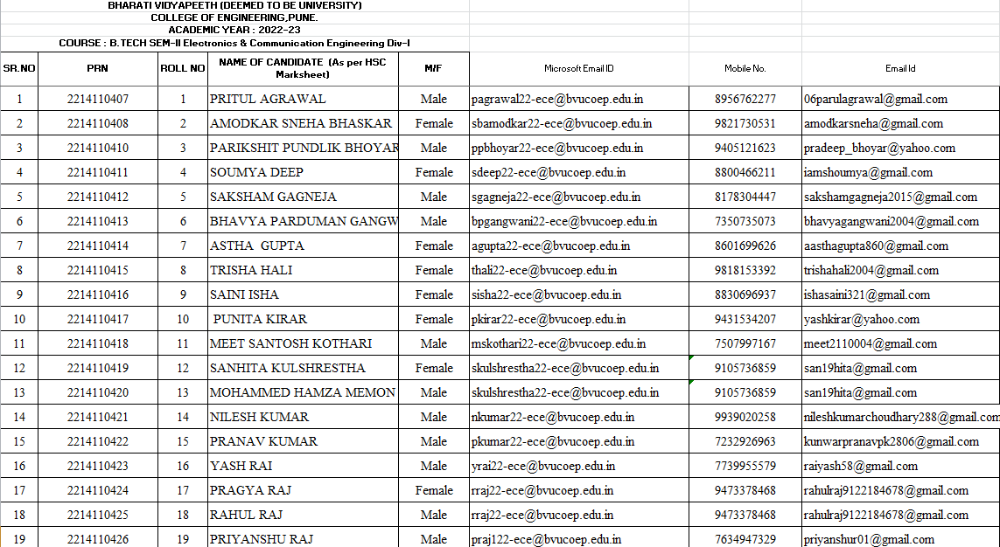 BHARATI VIDYAPEETH (DEEMED TO BE UNIVERSITY)
COLLEGE OF ENGINEERING,PUNE.
ACADEMIC YEAR : 2022-23
COURSE : B.TECH SEM-II Electronics & Communication Engineering Div-I
SR.NO PRN ROLL NO NAME OF CANDIDATE (As per HSC Marksheet) M/F Microsoft Email ID Mobile No. Email Id
1 2214110407 1 PRITUL AGRAWAL Male pagrawal22-ece@bvucoep.edu.in 8956762277 06parulagrawal@gmail.com
2 2214110408 2 AMODKAR SNEHA BHASKAR Female sbamodkar22-ece@bvucoep.edu.in 9821730531 amodkarsneha@gmail.com
3 2214110410 3 PARIKSHIT PUNDLIK BHOYAR Male ppbhoyar22-ece@bvucoep.edu.in 9405121623 pradeep_bhoyar@yahoo.com
4 2214110411 4 SOUMYA DEEP Female sdeep22-ece@bvucoep.edu.in 8800466211 iamshoumya@gmail.com
5 2214110412 5 SAKSHAM GAGNEJA Male sgagneja22-ece@bvucoep.edu.in 8178304447 sakshamgagneja2015@gmail.com
6 2214110413 6 BHAVYA PARDUMAN GANGW Male bpgangwani22-ece@bvucoep.edu.in 7350735073 bhavyagangwani2004@gmail.com
7 2214110414 7 ASTHA GUPTA Female agupta22-ece@bvucoep.edu.in 8601699626 aasthagupta860@gmail.com
8 2214110415 8 TRISHA HALI Female thali22-ece@bvucoep.edu.in 9818153392 trishahali2004@gmail.com
9 2214110416 9 SAINI ISHA Female sisha22-ece@bvucoep.edu.in 8830696937 ishasaini321@gmail.com
10 2214110417 10 PUNITA KIRAR Female pkirar22-ece@bvucoep.edu.in 9431534207 yashkirar@yahoo.com
11 2214110418 11 MEET SANTOSH KOTHARI Male mskothari22-ece@bvucoep.edu.in 7507997167 meet2110004@gmail.com
12 2214110419 12 SANHITA KULSHRESTHA Female skulshrestha22-ece@bvucoep.edu.in 9105736859 san19hita@gmail.com
13 2214110420 13 MOHAMMED HAMZA MEMON Male skulshrestha22-ece@bvucoep.edu.in 9105736859 san19hita@gmail.com
14 2214110421 14 NILESH KUMAR Male nkumar22-ece@bvucoep.edu.in 9939020258 nileshkumarchoudhary288@gmail.com
15 2214110422 15 PRANAV KUMAR Male pkumar22-ece@bvucoep.edu.in 7232926963 kunwarpranavpk2806@gmail.com
16 2214110423 16 YASH RAI Male yrai22-ece@bvucoep.edu.in 7739955579 raiyash58@gmail.com
17 2214110424 17 PRAGYA RAJ Female rraj22-ece@bvucoep.edu.in 9473378468 rahulraj9122184678@gmail.com
18 2214110425 18 RAHUL RAJ Male rraj22-ece@bvucoep.edu.in 9473378468 rahulraj9122184678@gmail.com
19 2214110426 19 PRIYANSHU RAJ Male praj122-ece@bvucoep.edu.in 7634947329 priyanshur01@gmail.com